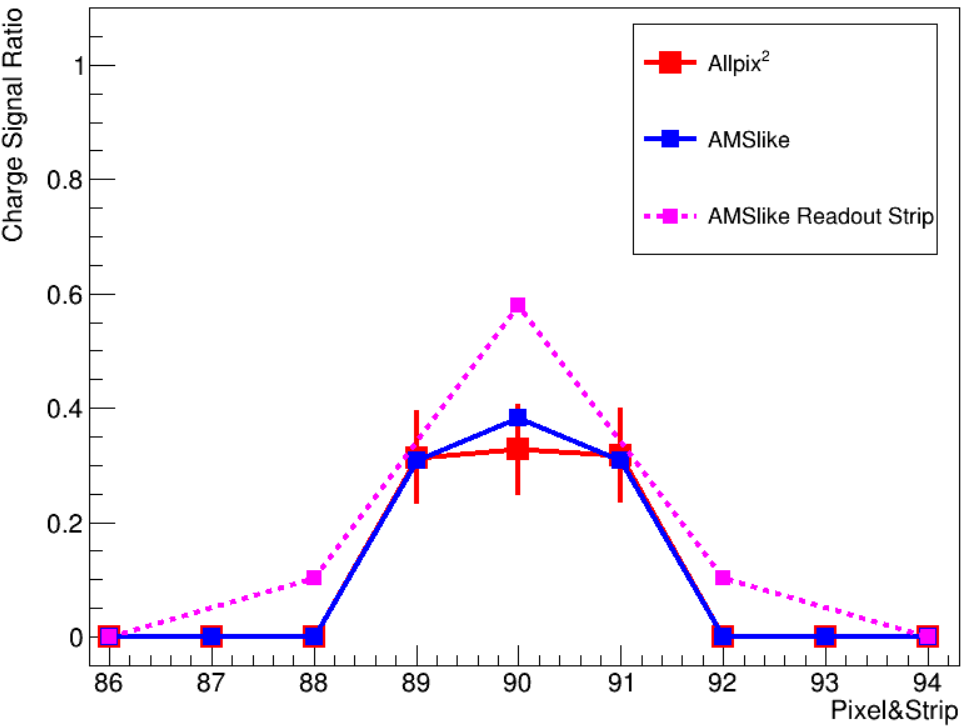 Charge Signal Ratio
1
0.8
0.6
0.4
0.2
0
Allpix²
AMSlike
AMSlike Readout Strip
86 87 88 89 90 91 92 93 94
Pixel&Strip